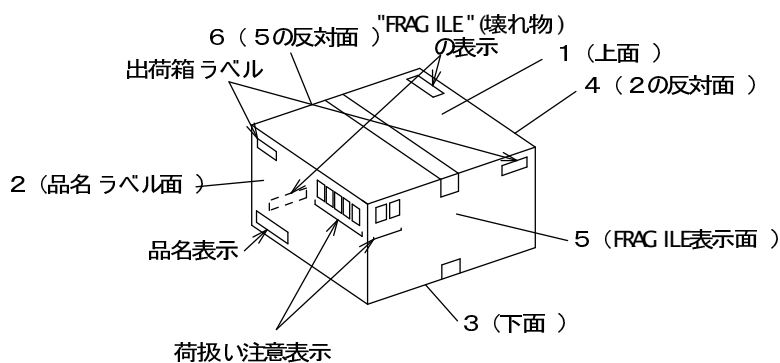 "FRAGILE"(壊れ物)
の表示
6（5の反対面）
1（上面）
出荷箱ラベル
4（2の反対面）
2（品名ラベル面）
5（FRAGILE表示面）
品名表示
3（下面）
荷扱い注意表示